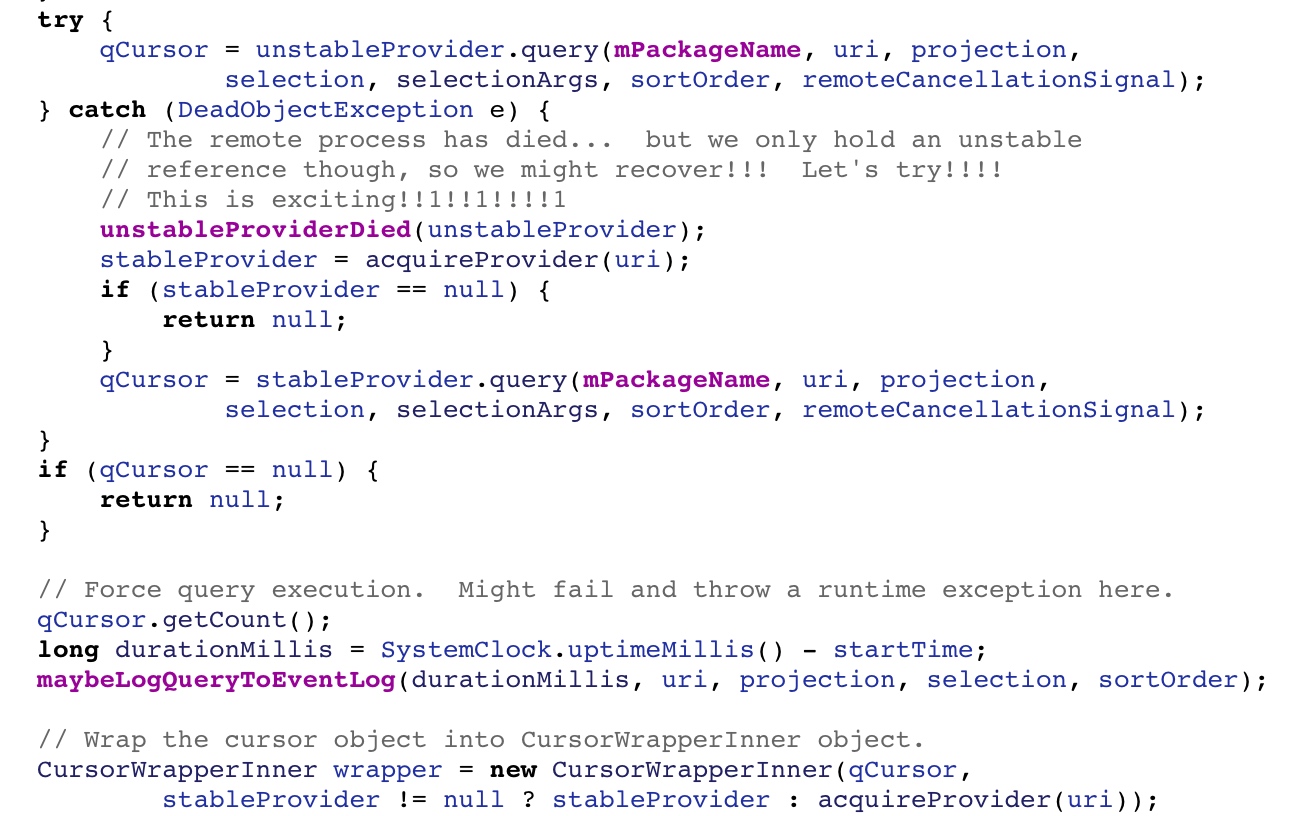 try {
    qCursor = unstableProvider.query(mPackageName, uri, projection,
            selection, selectionArgs, sortOrder, remoteCancellationSignal);
} catch (DeadObjectException e) {
    // The remote process has died...  but we only hold an unstable
    // reference though, so we might recover!!!  Let's try!!!!
    // This is exciting!!1!!1!!!!1
    unstableProviderDied(unstableProvider);
    stableProvider = acquireProvider(uri);
    if (stableProvider == null) {
        return null;
    }
    qCursor = stableProvider.query(mPackageName, uri, projection,
            selection, selectionArgs, sortOrder, remoteCancellationSignal);
}
if (qCursor == null) {
    return null;
}

// Force query execution.  Might fail and throw a runtime exception here.
qCursor.getCount();
long durationMillis = SystemClock.uptimeMillis() - startTime;
maybeLogQueryToEventLog(durationMillis, uri, projection, selection, sortOrder);

// Wrap the cursor object into CursorWrapperInner object.
CursorWrapperInner wrapper = new CursorWrapperInner(qCursor,
        stableProvider != null ? stableProvider : acquireProvider(uri));